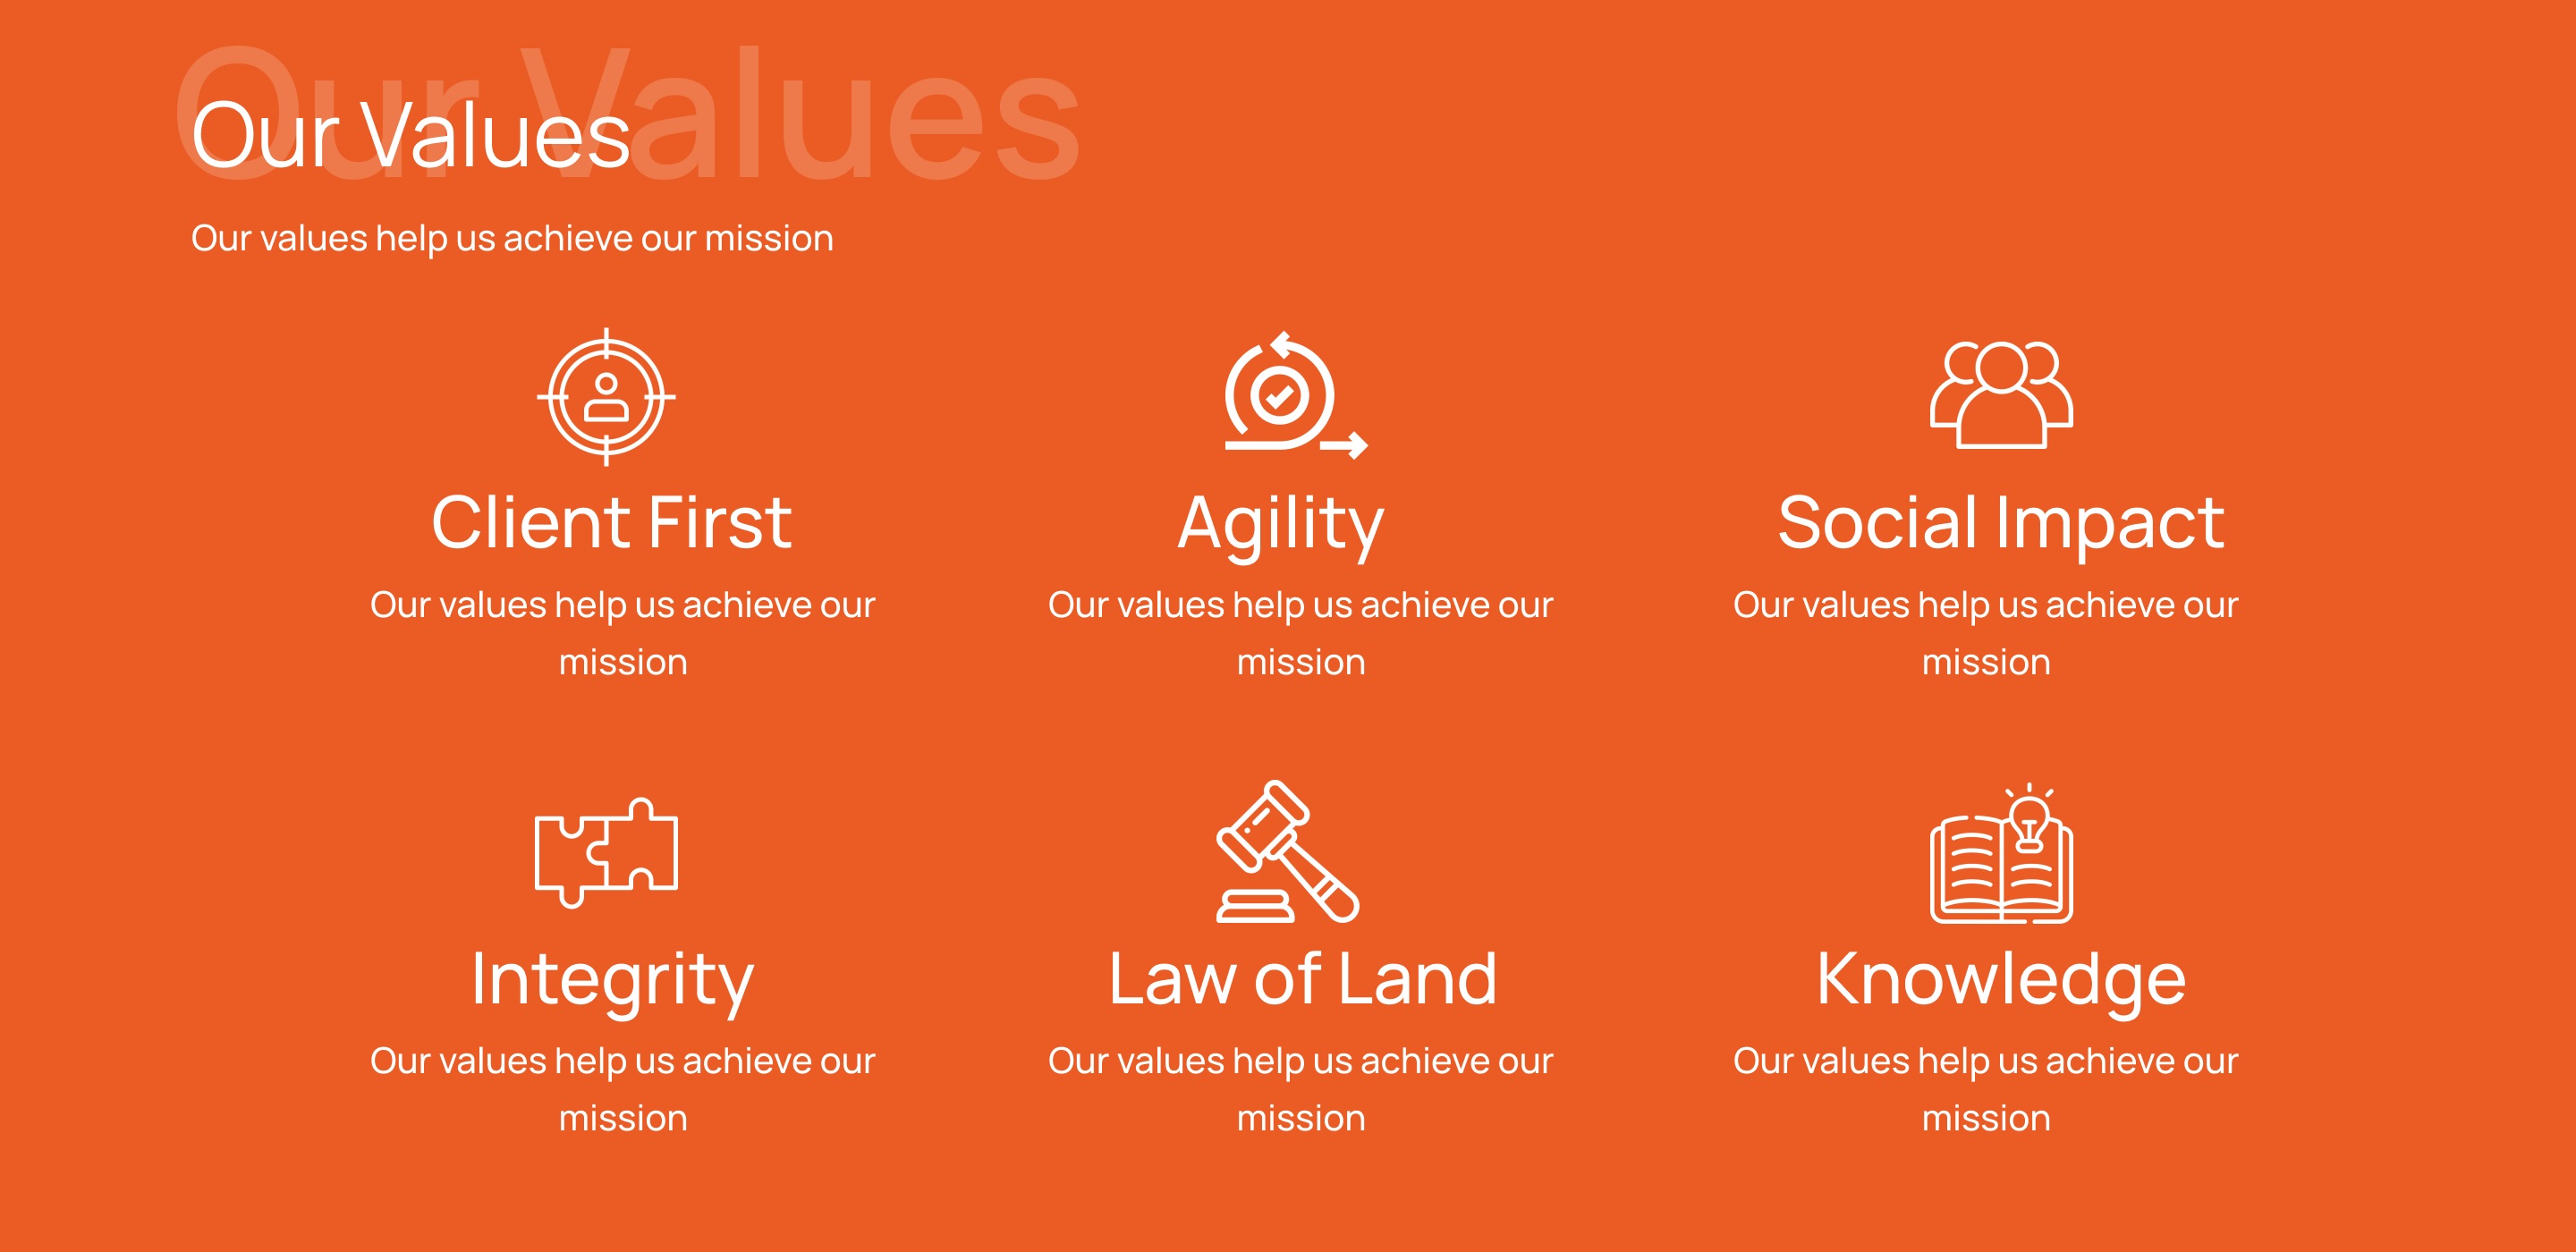 Our Values
Our Values
Our values help us achieve our mission
Client First
Our values help us achieve our
mission
Agility
Our values help us achieve our
mission
Social Impact
Our values help us achieve our
mission
Integrity
Our values help us achieve our
mission
Law of Land
Our values help us achieve our
mission
Knowledge
Our values help us achieve our
mission